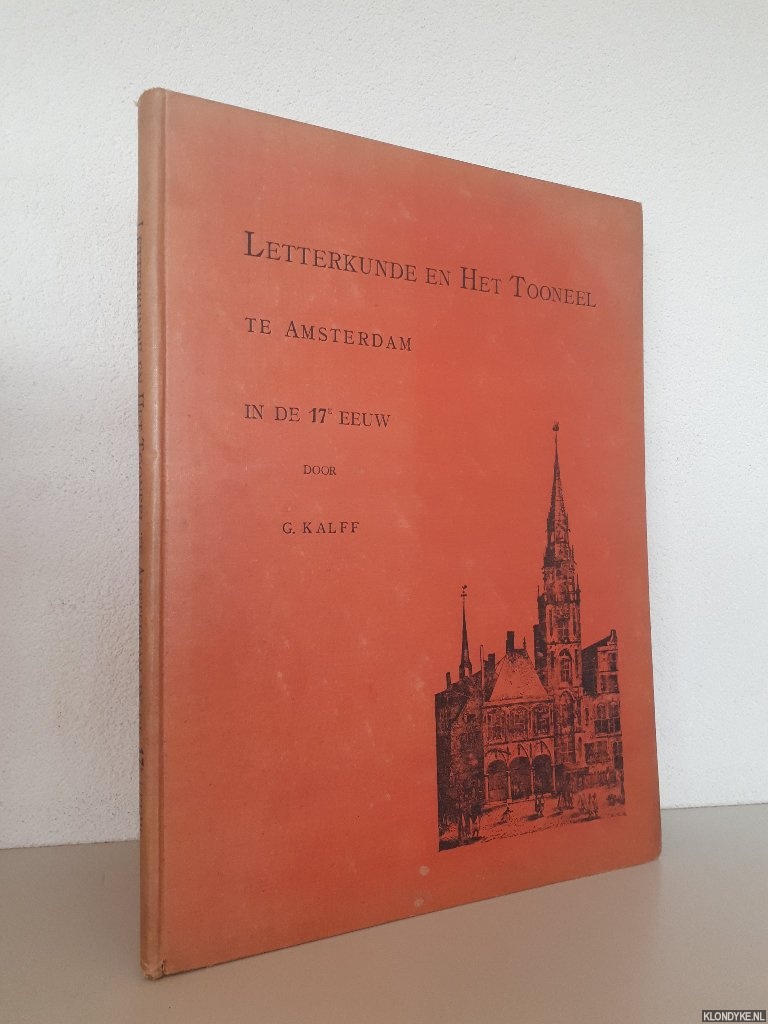 LETTERKUNDE EN HET TOONEEL
TE AMSTERDAM
IN DE 17E EEUW
DOOR
G. KALFF
KLONDYKE.NL